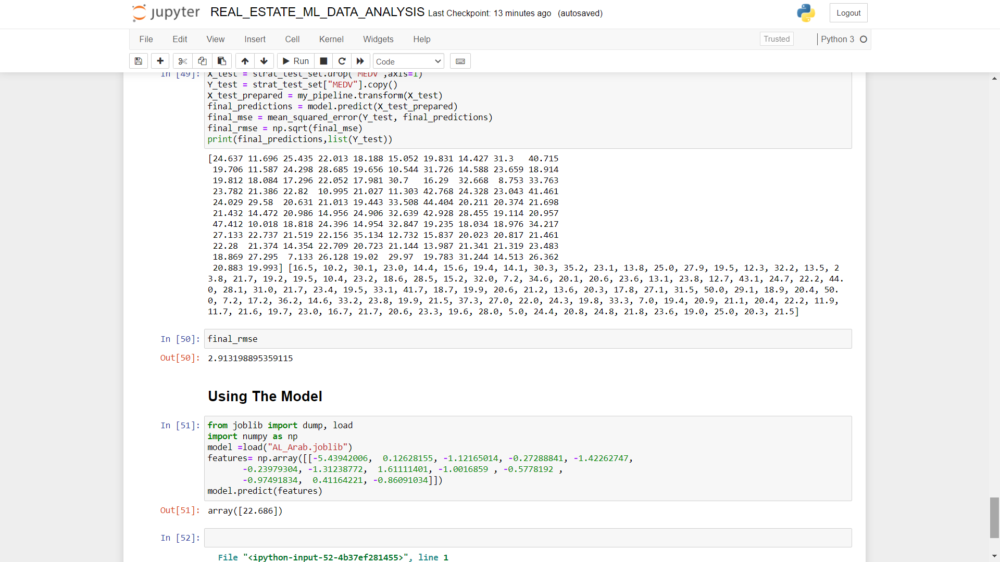 jupyter REAL_ESTATE_ML_DATA_ANALYSIS Last Checkpoint: 13 minutes ago (autosaved) Logout
File Edit View Insert Cell Kernel Widgets Help Trusted Python 3
Run Code
In [49]: X_test = strat_test_set.drop("MEDV",axis=1)
Y_test = strat_test_set["MEDV"].copy()
X_test_prepared = my_pipeline.transform(X_test)
final_predictions = model.predict(X_test_prepared)
final_mse = mean_squared_error(Y_test, final_predictions)
final_rmse = np.sqrt(final_mse)
print(final_predictions,list(Y_test))
[24.637 11.696 25.435 22.013 18.188 15.052 19.831 14.427 31.3   40.715
 19.706 11.587 24.298 28.685 19.656 10.544 31.726 14.588 23.659 18.914
 19.812 18.084 17.296 22.052 17.981 30.7   16.29  32.668  8.753 33.763
 23.782 21.386 22.82  10.995 21.027 11.303 42.768 24.328 23.043 41.461
 24.029 29.58  20.631 21.013 19.443 33.508 44.404 20.211 20.374 21.698
 21.432 14.472 20.986 14.956 24.906 32.639 42.928 28.455 19.114 20.957
 47.412 10.018 18.818 24.396 14.954 32.847 19.235 18.034 18.976 34.217
 27.133 22.737 21.519 22.156 35.134 12.732 15.837 20.023 20.817 21.461
 22.28  21.374 14.354 22.709 20.723 21.144 13.987 21.341 21.319 23.483
 18.869 27.295  7.133 26.128 19.02  29.97  19.783 31.244 14.513 26.362
 20.883 19.993] [16.5, 10.2, 30.1, 23.0, 14.4, 15.6, 19.4, 14.1, 30.3, 35.2, 23.1, 13.8, 25.0, 27.9, 19.5, 12.3, 32.2, 13.5, 2
3.8, 21.7, 19.2, 19.5, 10.4, 23.2, 18.6, 28.5, 15.2, 32.0, 7.2, 34.6, 20.1, 20.6, 23.6, 13.1, 23.8, 12.7, 43.1, 24.7, 22.2, 44.
0, 28.1, 31.0, 21.7, 23.4, 19.5, 33.1, 41.7, 18.7, 19.9, 20.6, 21.2, 13.6, 20.3, 17.8, 27.1, 31.5, 50.0, 29.1, 18.9, 20.4, 50.
0, 7.2, 17.2, 36.2, 14.6, 33.2, 23.8, 19.9, 21.5, 37.3, 27.0, 22.0, 24.3, 19.8, 33.3, 7.0, 19.4, 20.9, 21.1, 20.4, 22.2, 11.9,
11.7, 21.6, 19.7, 23.0, 16.7, 21.7, 20.6, 23.3, 19.6, 28.0, 5.0, 24.4, 20.8, 24.8, 21.8, 23.6, 19.0, 25.0, 20.3, 21.5]
In [50]: final_rmse
Out[50]: 2.913198895359115
Using The Model
In [51]: from joblib import dump, load
import numpy as np
model =load("AL_Arab.joblib")
features= np.array([[-5.43942006,  0.12628155, -1.12165014, -0.27288841, -1.42262747,
       -0.23979304, -1.31238772,  1.61111401, -1.0016859 , -0.5778192 ,
       -0.97491834,  0.41164221, -0.86091034]])
model.predict(features)
Out[51]: array([22.686])
In [52]:
File "<ipython-input-52-4b37ef281455>", line 1